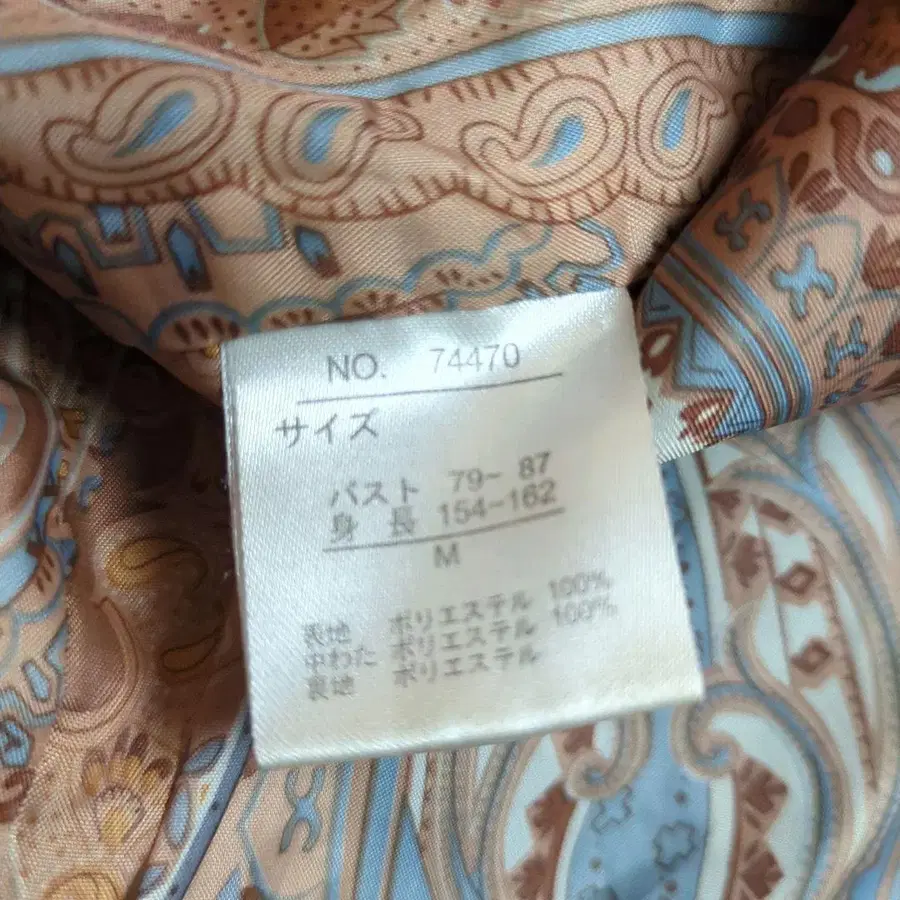 NO. 74470
サイズ
バスト 79~ 87
身長 154~162
M
表地 ポリエステル 100%
中わた ポリエステル 100%
裏地 ポリエステル